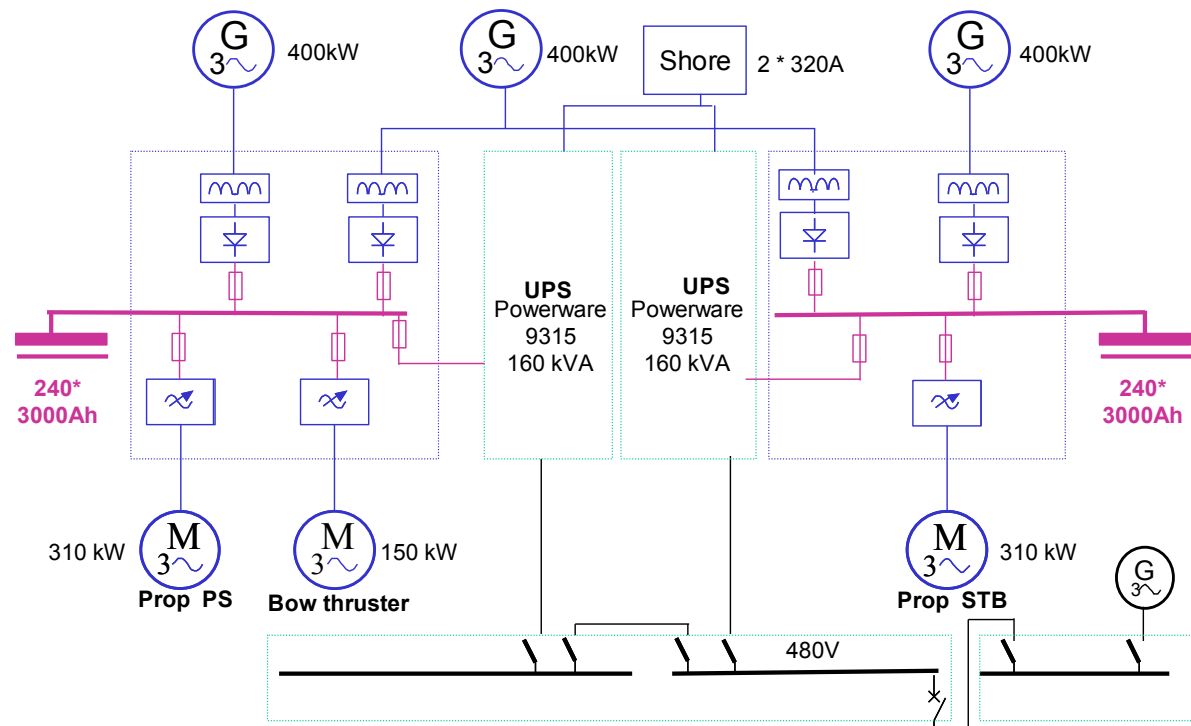 G
3
400kW
G
3
400kW
Shore
2 * 320A
G
3
400kW
UPS
Powerware
9315
160 kVA
UPS
Powerware
9315
160 kVA
240*
3000Ah
240*
3000Ah
310 kW
M
3
Prop PS
M
3
150 kW
Bow thruster
M
3
310 kW
Prop STB
G
3
480V